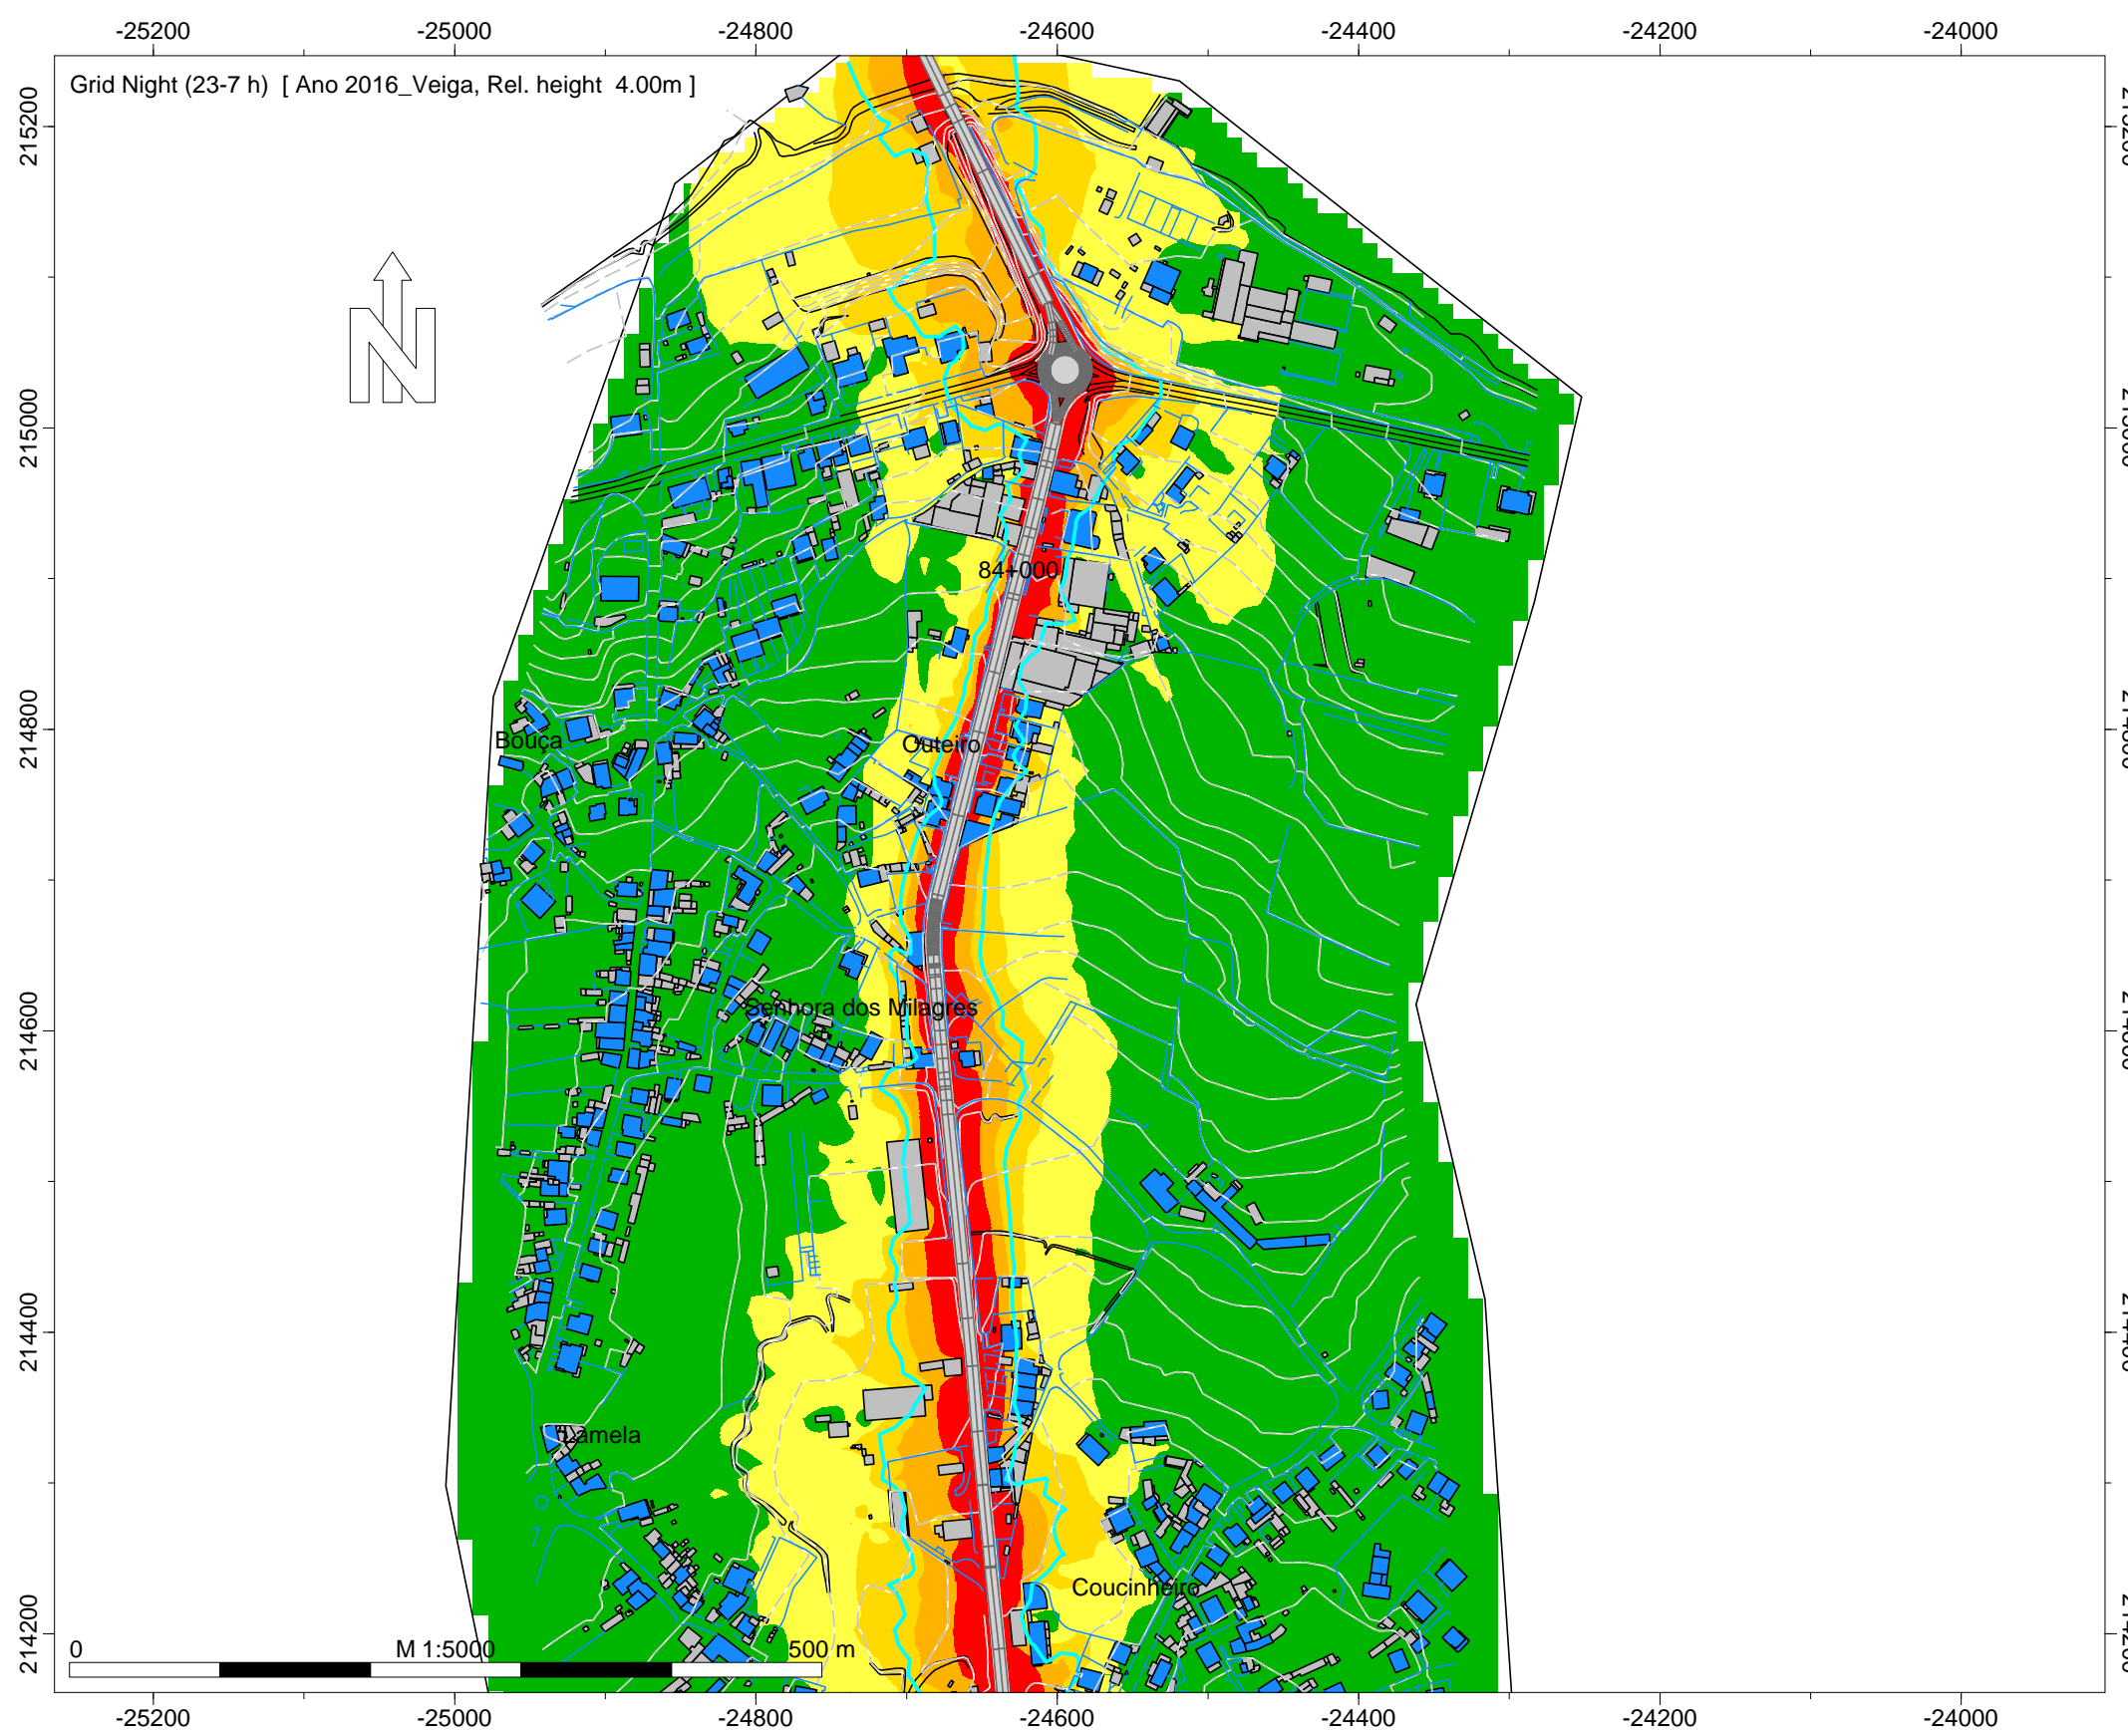 -25200 -25000 -24800 -24600 -24400 -24200 -24000
Grid Night (23-7 h) [ Ano 2016_Veiga, Rel. height 4.00m ]
215200
N
215000
84+000
214800
Bouça
Outeiro
214600
Senhora dos Milagres
214400
Lamela
Coucinheiro
214200
0 M 1:5000 500 m
-25200 -25000 -24800 -24600 -24400 -24200 -24000